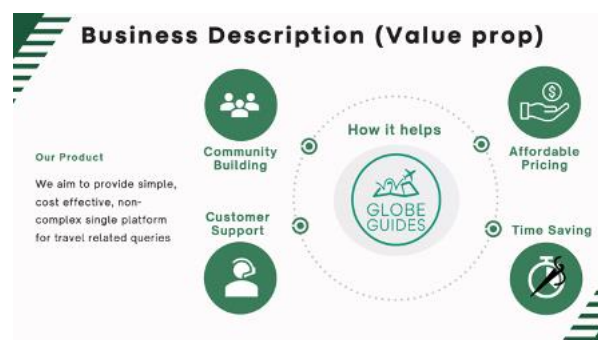 Business Description (Value prop)
Our Product
We aim to provide simple,
cost effective, non-
complex single platform
for travel related queries
Community
Building
Customer
Support
How it helps
GLOBE
GUIDES
Affordable
Pricing
Time Saving